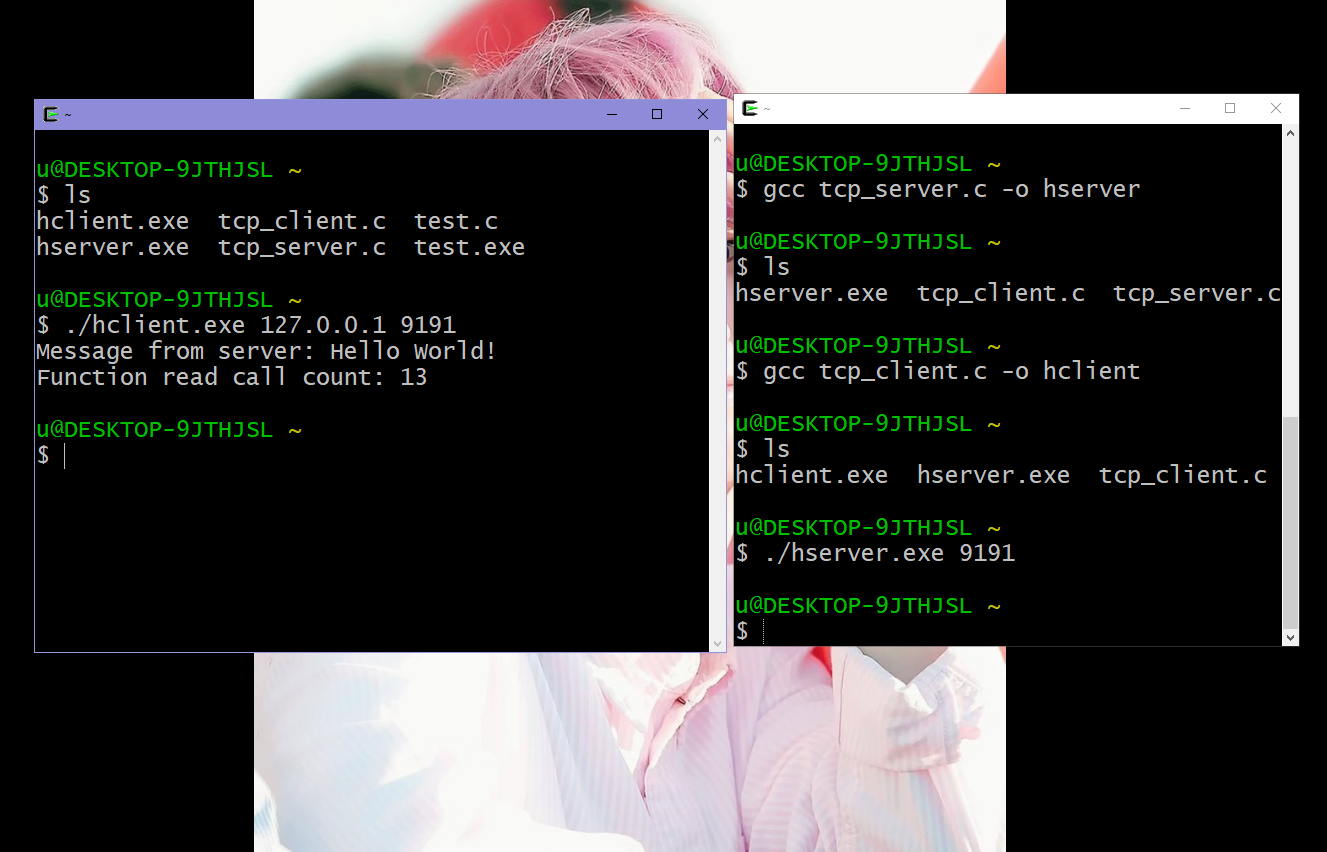 ~
u@DESKTOP-9JTHJSL ~
$ ls
hclient.exe  tcp_client.c  test.c
hserver.exe  tcp_server.c  test.exe
u@DESKTOP-9JTHJSL ~
$ ./hclient.exe 127.0.0.1 9191
Message from server: Hello World!
Function read call count: 13
u@DESKTOP-9JTHJSL ~
$
~
u@DESKTOP-9JTHJSL ~
$ gcc tcp_server.c -o hserver
u@DESKTOP-9JTHJSL ~
$ ls
hserver.exe  tcp_client.c  tcp_server.c
u@DESKTOP-9JTHJSL ~
$ gcc tcp_client.c -o hclient
u@DESKTOP-9JTHJSL ~
$ ls
hclient.exe  hserver.exe  tcp_client.c
u@DESKTOP-9JTHJSL ~
$ ./hserver.exe 9191
u@DESKTOP-9JTHJSL ~
$